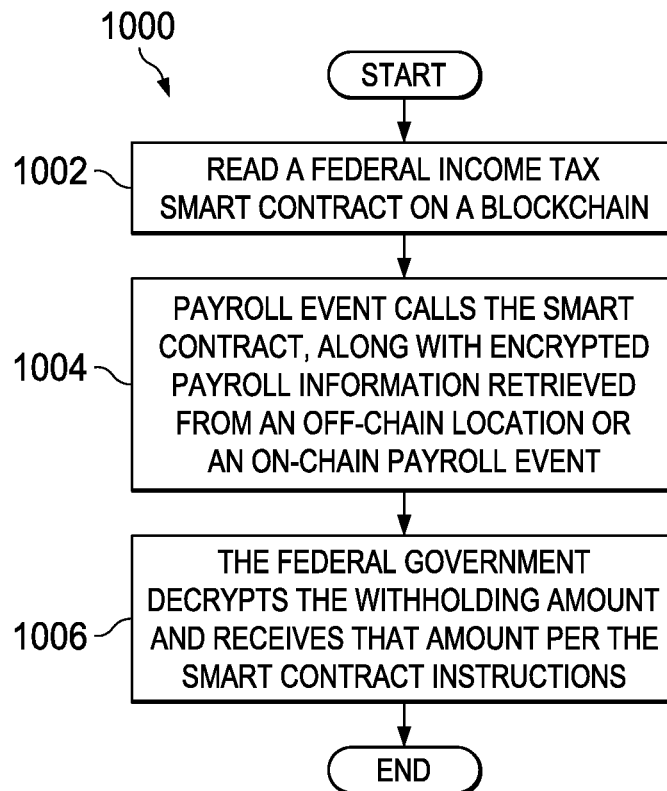 1000
START
1002
READ A FEDERAL INCOME TAX
SMART CONTRACT ON A BLOCKCHAIN
1004
PAYROLL EVENT CALLS THE SMART
CONTRACT, ALONG WITH ENCRYPTED
PAYROLL INFORMATION RETRIEVED
FROM AN OFF-CHAIN LOCATION OR
AN ON-CHAIN PAYROLL EVENT
1006
THE FEDERAL GOVERNMENT
DECRYPTS THE WITHHOLDING AMOUNT
AND RECEIVES THAT AMOUNT PER THE
SMART CONTRACT INSTRUCTIONS
END